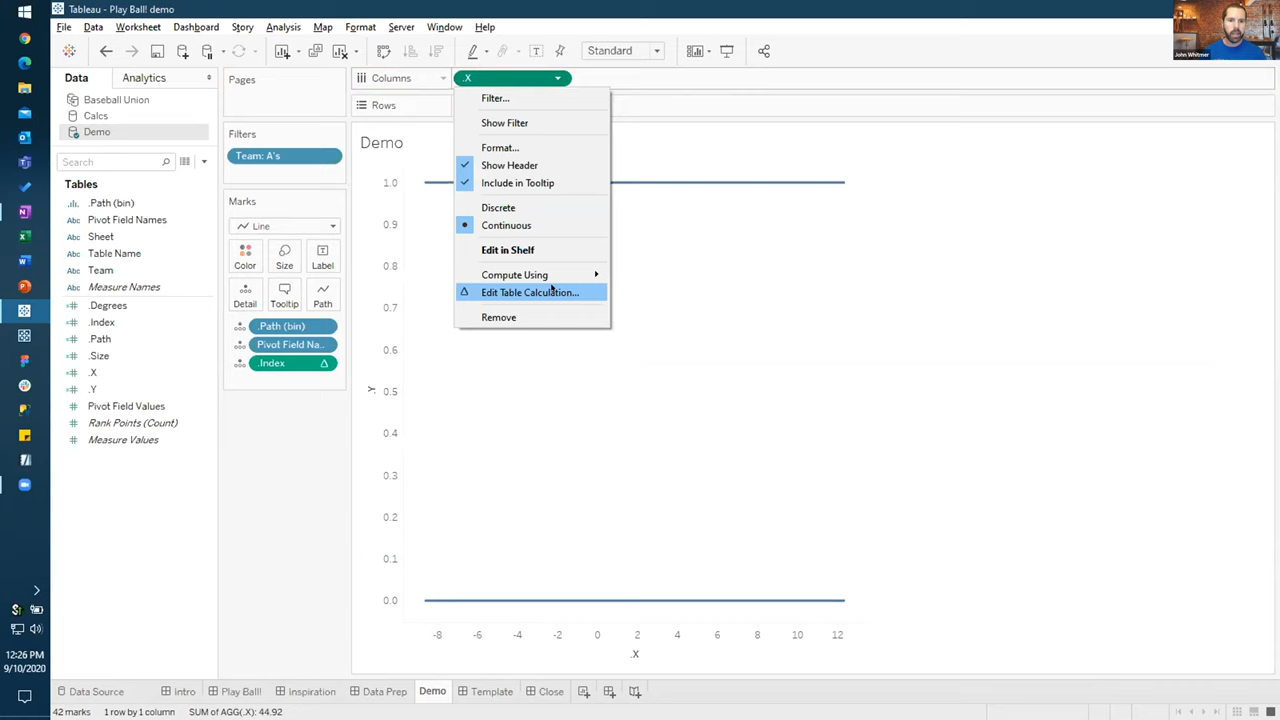 Tableau - Play Ball! demo
File Data Worksheet Dashboard Story Analysis Map Format Server Window Help
Standard
John Whitmer
Data Analytics
Baseball Union
Calcs
Demo
Search
Tables
.Path (bin)
Pivot Field Names
Sheet
Table Name
Team
Measure Names
.Degrees
.Index
.Path
.Size
.X
.Y
Pivot Field Values
Rank Points (Count)
Measure Values
Pages
Filters
Team: A's
Marks
Line
Color Size Label
Detail Tooltip Path
.Path (bin)
Pivot Field Na..
.Index
Columns .X
Rows
Filter...
Show Filter
Format...
Show Header
Include in Tooltip
Discrete
Continuous
Edit in Shelf
Compute Using
Edit Table Calculation...
Remove
Demo
1.0
0.9
0.8
0.7
0.6
0.5
0.4
0.3
0.2
0.1
0.0
.Y
-8 -6 -4 -2 0 2 4 6 8 10 12
.X
12:26 PM
9/10/2020
Data Source Intro Play Ball! Inspiration Data Prep Demo Template Close
42 marks 1 row by 1 column SUM of AGG(.X): 44.92